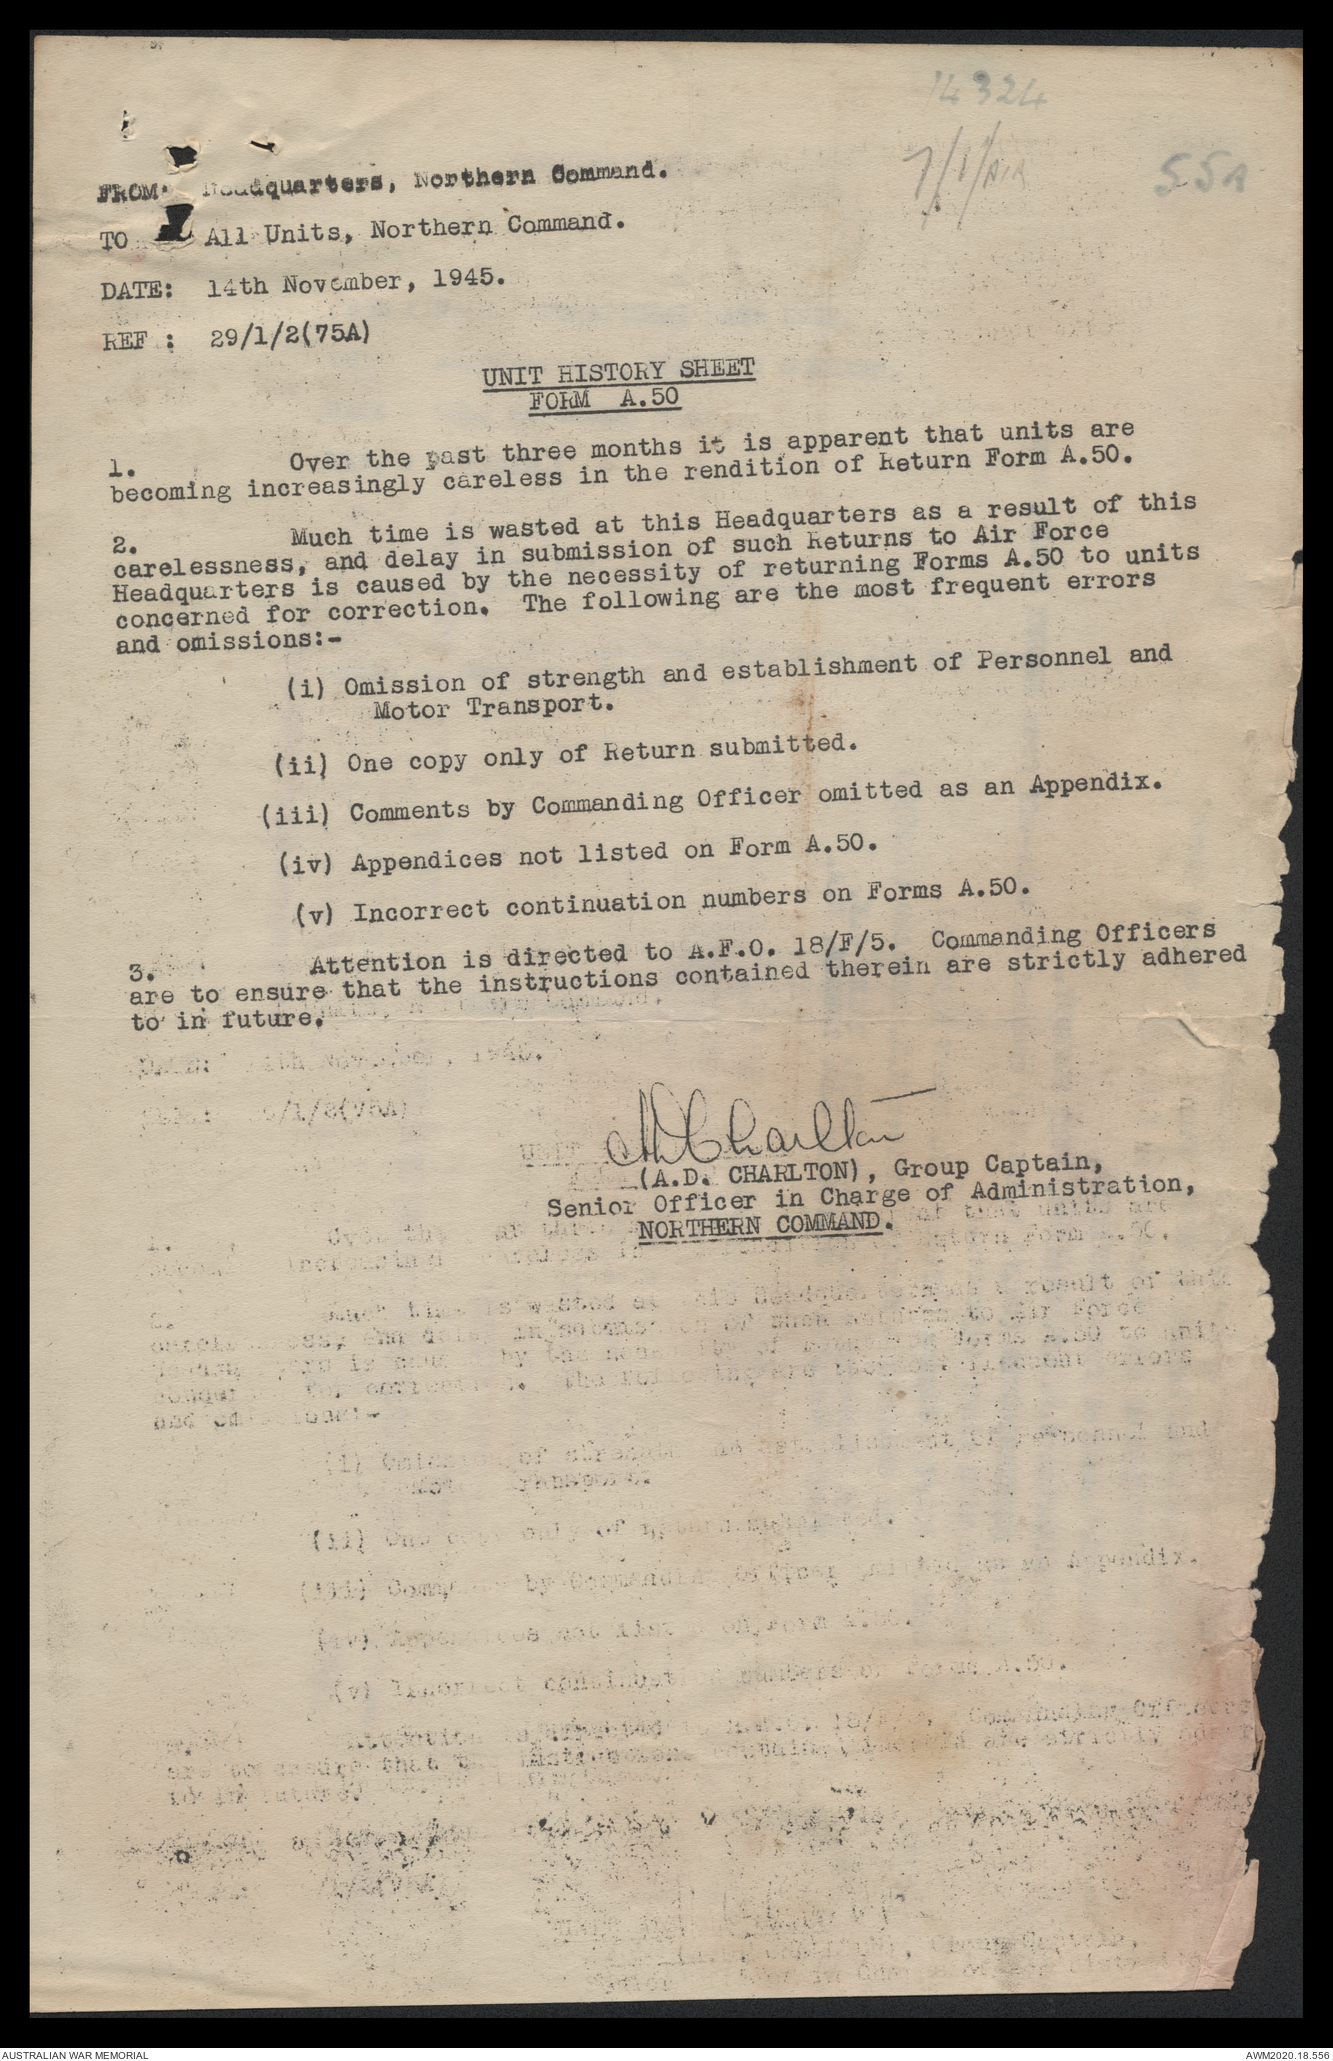 14324
7/1/AIR
55A
FROM: Headquarters, Northern Command.
TO All Units, Northern Command.
DATE: 14th November, 1945.
REF : 29/1/2(75A)
UNIT HISTORY SHEET
FORM A.50
1. Over the past three months it is apparent that units are
becoming increasingly careless in the rendition of Return Form A.50.
2. Much time is wasted at this Headquarters as a result of this
carelessness, and delay in submission of such Returns to Air Force
Headquarters is caused by the necessity of returning Forms A.50 to units
concerned for correction. The following are the most frequent errors
and omissions:-
(i) Omission of strength and establishment of Personnel and
Motor Transport.
(ii) One copy only of Return submitted.
(iii) Comments by Commanding Officer omitted as an Appendix.
(iv) Appendices not listed on Form A.50.
(v) Incorrect continuation numbers on Forms A.50.
3. Attention is directed to A.F.O. 18/F/5. Commanding Officers
are to ensure that the instructions contained therein are strictly adhered
to in future.
AD Charlton
(A.D. CHARLTON), Group Captain,
Senior Officer in Charge of Administration,
NORTHERN COMMAND.
AUSTRALIAN WAR MEMORIAL
AWM2020.18.556